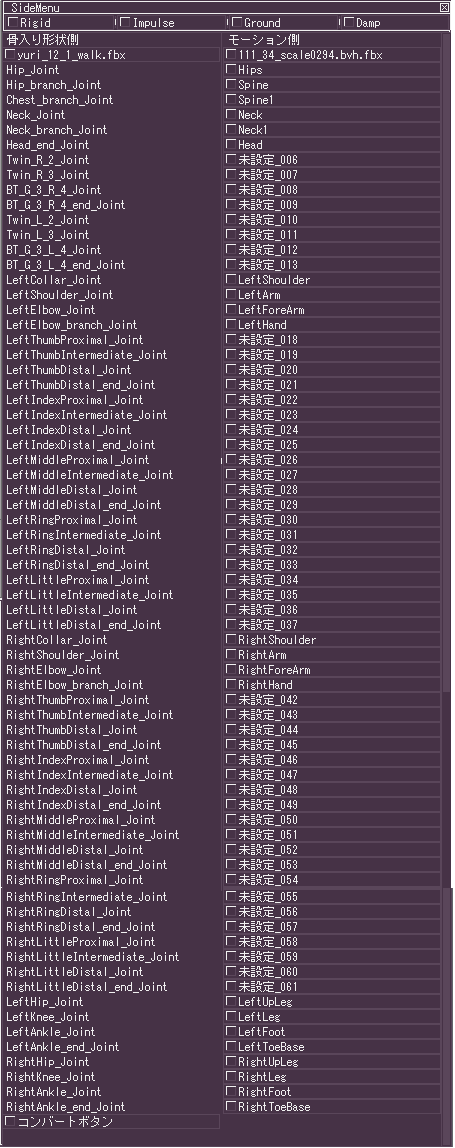 SideMenu
Rigid Impulse Ground Damp
骨入り形状側 モーション側
yuri_12_1_walk.fbx 111_34_scale0294.bvh.fbx
Hip_Joint Hips
Hip_branch_Joint Spine
Chest_branch_Joint Spine1
Neck_Joint Neck
Neck_branch_Joint Neck1
Head_end_Joint Head
Twin_R_2_Joint 未設定_006
Twin_R_3_Joint 未設定_007
BT_G_3_R_4_Joint 未設定_008
BT_G_3_R_4_end_Joint 未設定_009
Twin_L_2_Joint 未設定_010
Twin_L_3_Joint 未設定_011
BT_G_3_L_4_Joint 未設定_012
BT_G_3_L_4_end_Joint 未設定_013
LeftCollar_Joint LeftShoulder
LeftShoulder_Joint LeftArm
LeftElbow_Joint LeftForeArm
LeftElbow_branch_Joint LeftHand
LeftThumbProximal_Joint 未設定_018
LeftThumbIntermediate_Joint 未設定_019
LeftThumbDistal_Joint 未設定_020
LeftThumbDistal_end_Joint 未設定_021
LeftIndexProximal_Joint 未設定_022
LeftIndexIntermediate_Joint 未設定_023
LeftIndexDistal_Joint 未設定_024
LeftIndexDistal_end_Joint 未設定_025
LeftMiddleProximal_Joint 未設定_026
LeftMiddleIntermediate_Joint 未設定_027
LeftMiddleDistal_Joint 未設定_028
LeftMiddleDistal_end_Joint 未設定_029
LeftRingProximal_Joint 未設定_030
LeftRingIntermediate_Joint 未設定_031
LeftRingDistal_Joint 未設定_032
LeftRingDistal_end_Joint 未設定_033
LeftLittleProximal_Joint 未設定_034
LeftLittleIntermediate_Joint 未設定_035
LeftLittleDistal_Joint 未設定_036
LeftLittleDistal_end_Joint 未設定_037
RightCollar_Joint RightShoulder
RightShoulder_Joint RightArm
RightElbow_Joint RightForeArm
RightElbow_branch_Joint RightHand
RightThumbProximal_Joint 未設定_042
RightThumbIntermediate_Joint 未設定_043
RightThumbDistal_Joint 未設定_044
RightThumbDistal_end_Joint 未設定_045
RightIndexProximal_Joint 未設定_046
RightIndexIntermediate_Joint 未設定_047
RightIndexDistal_Joint 未設定_048
RightIndexDistal_end_Joint 未設定_049
RightMiddleProximal_Joint 未設定_050
RightMiddleIntermediate_Joint 未設定_051
RightMiddleDistal_Joint 未設定_052
RightMiddleDistal_end_Joint 未設定_053
RightRingProximal_Joint 未設定_054
RightRingIntermediate_Joint 未設定_055
RightRingDistal_Joint 未設定_056
RightRingDistal_end_Joint 未設定_057
RightLittleProximal_Joint 未設定_058
RightLittleIntermediate_Joint 未設定_059
RightLittleDistal_Joint 未設定_060
RightLittleDistal_end_Joint 未設定_061
LeftHip_Joint LeftUpLeg
LeftKnee_Joint LeftLeg
LeftAnkle_Joint LeftFoot
LeftAnkle_end_Joint LeftToeBase
RightHip_Joint RightUpLeg
RightKnee_Joint RightLeg
RightAnkle_Joint RightFoot
RightAnkle_end_Joint RightToeBase
コンバートボタン